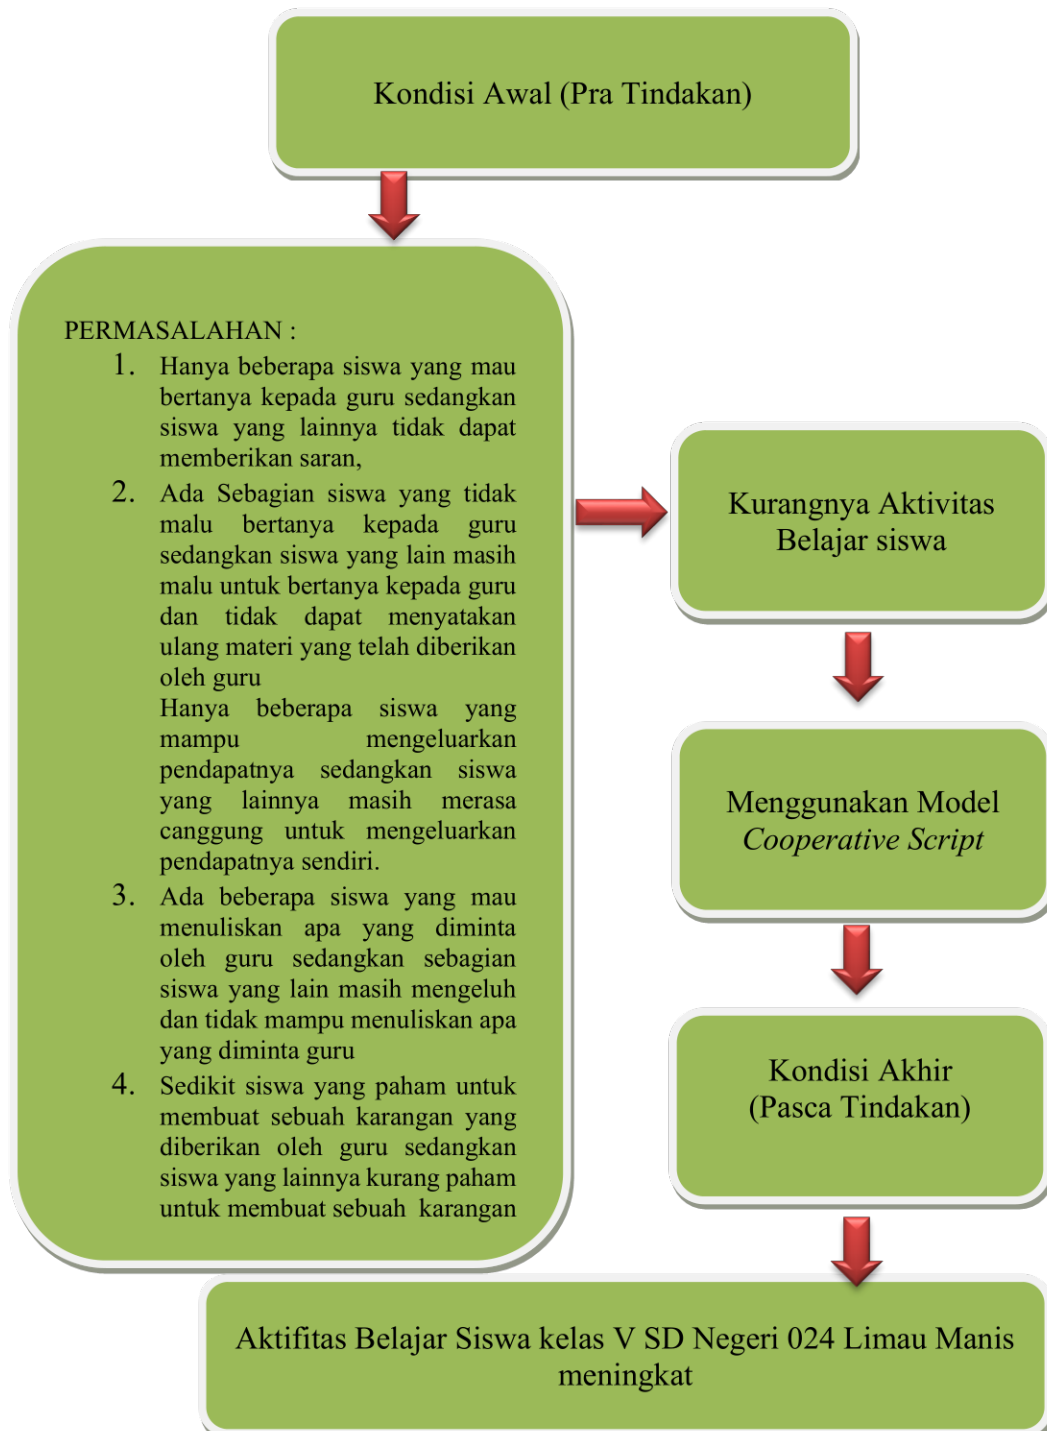 Kondisi Awal (Pra Tindakan)
PERMASALAHAN :
1. Hanya beberapa siswa yang mau
bertanya kepada guru sedangkan
siswa yang lainnya tidak dapat
memberikan saran,
2. Ada Sebagian siswa yang tidak
malu bertanya kepada guru
sedangkan siswa yang lain masih
malu untuk bertanya kepada guru
dan tidak dapat menyatakan
ulang materi yang telah diberikan
oleh guru
Hanya beberapa siswa yang
mampu mengeluarkan
pendapatnya sedangkan siswa
yang lainnya masih merasa
canggung untuk mengeluarkan
pendapatnya sendiri.
3. Ada beberapa siswa yang mau
menuliskan apa yang diminta
oleh guru sedangkan sebagian
siswa yang lain masih mengeluh
dan tidak mampu menuliskan apa
yang diminta guru
4. Sedikit siswa yang paham untuk
membuat sebuah karangan yang
diberikan oleh guru sedangkan
siswa yang lainnya kurang paham
untuk membuat sebuah karangan
Kurangnya Aktivitas
Belajar siswa
Menggunakan Model
Cooperative Script
Kondisi Akhir
(Pasca Tindakan)
Aktifitas Belajar Siswa kelas V SD Negeri 024 Limau Manis
meningkat